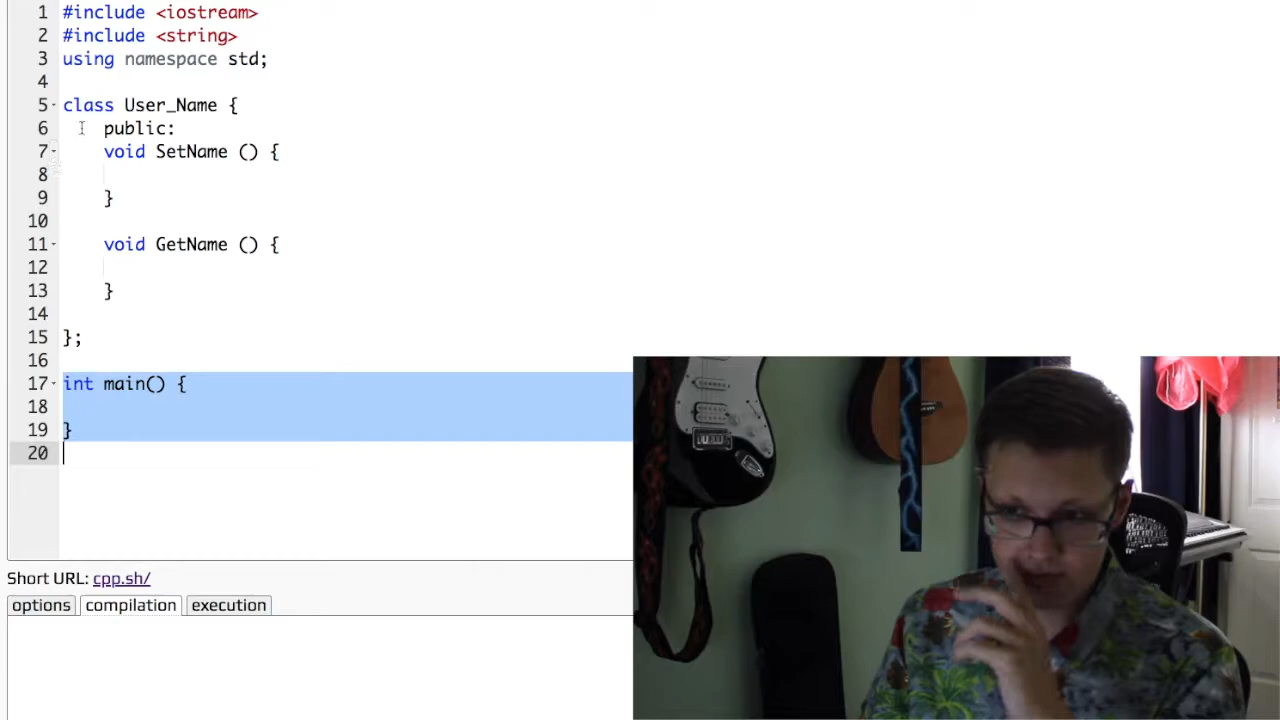 1 #include <iostream>
2 #include <string>
3 using namespace std;
4
5 class User_Name {
6 public:
7 void SetName () {
8
9 }
10
11 void GetName () {
12
13 }
14
15 };
16
17 int main() {
18
19 }
20
Short URL: cpp.sh/
options compilation execution